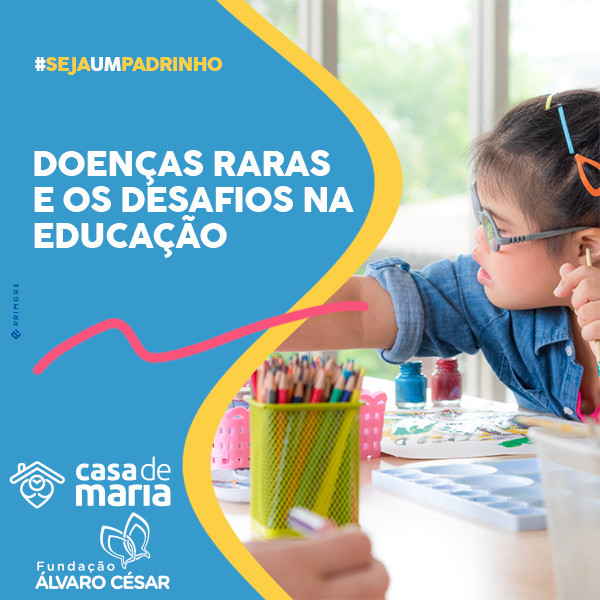 #SEJAUMPADRINHO
DOENÇAS RARAS
E OS DESAFIOS NA
EDUCAÇÃO
PRIMORE
casa de
maria
Fundação
ÁLVARO CÉSAR